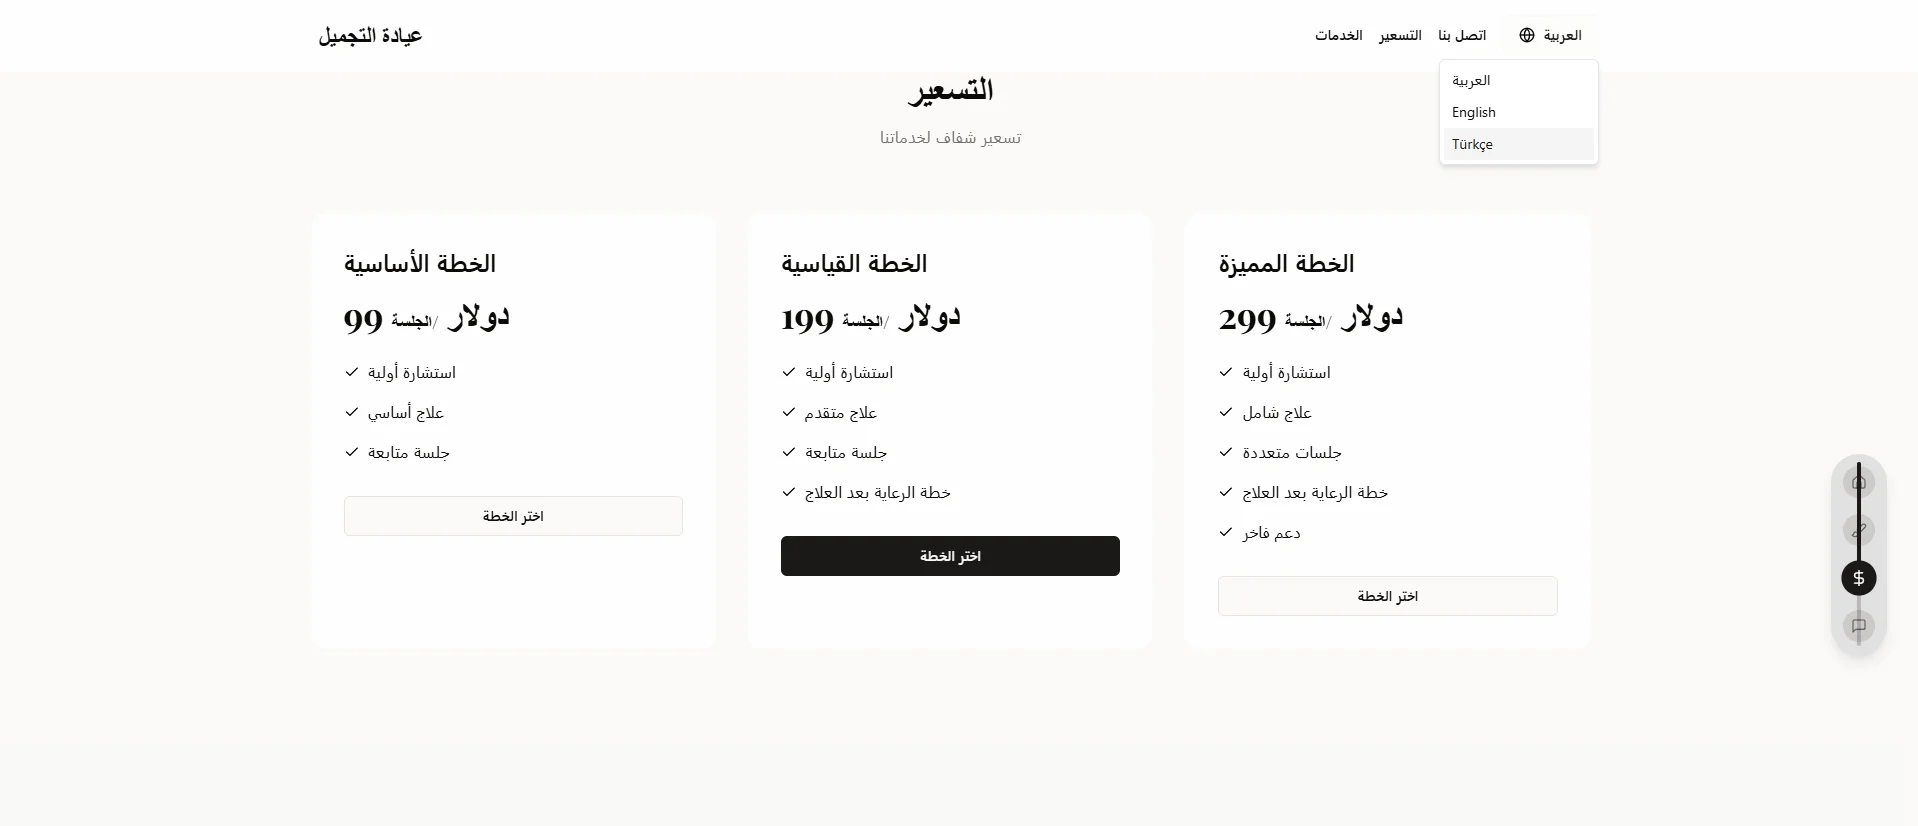 عيادة التجميل
الخدمات
التسعير
اتصل بنا
العربية
العربية
English
Türkçe
التسعير
تسعير شفاف لخدماتنا
الخطة الأساسية
99 دولار /الجلسة
استشارة أولية
علاج أساسي
جلسة متابعة
اختر الخطة
الخطة القياسية
199 دولار /الجلسة
استشارة أولية
علاج متقدم
جلسة متابعة
خطة الرعاية بعد العلاج
اختر الخطة
الخطة المميزة
299 دولار /الجلسة
استشارة أولية
علاج شامل
جلسات متعددة
خطة الرعاية بعد العلاج
دعم فاخر
اختر الخطة